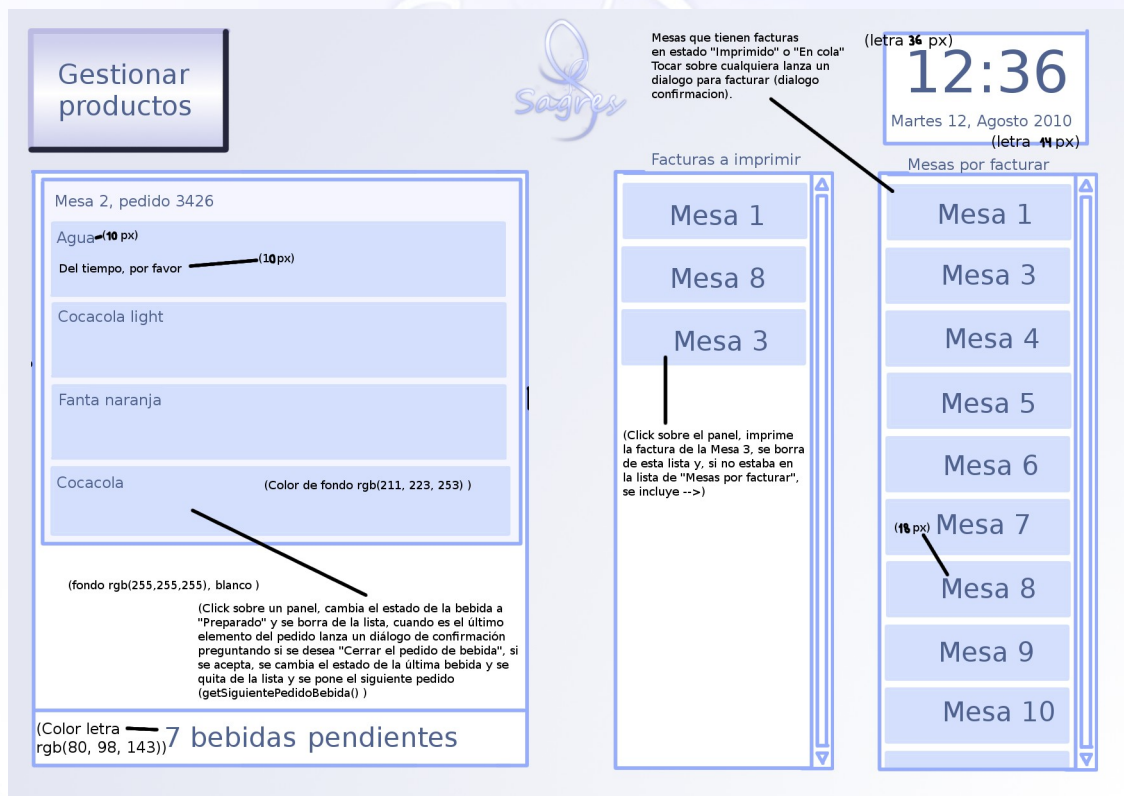 Gestionar
productos
Sagres
Mesas que tienen facturas
en estado "Imprimido" o "En cola"
Tocar sobre cualquiera lanza un
dialogo para facturar (dialogo
confirmacion).
(letra 36 px)
12:36
Martes 12, Agosto 2010
(letra 14 px)
Mesa 2, pedido 3426
Agua (10 px)
Del tiempo, por favor (10 px)
Cocacola light
Fanta naranja
Cocacola (Color de fondo rgb(211, 223, 253) )
(fondo rgb(255,255,255), blanco )
(Click sobre un panel, cambia el estado de la bebida a
"Preparado" y se borra de la lista, cuando es el último
elemento del pedido lanza un diálogo de confirmación
preguntando si se desea "Cerrar el pedido de bebida", si
se acepta, se cambia el estado de la última bebida y se
quita de la lista y se pone el siguiente pedido
(getSiguientePedidoBebida() )
(Color letra
rgb(80, 98, 143))
7 bebidas pendientes
Facturas a imprimir
Mesa 1
Mesa 8
Mesa 3
(Click sobre el panel, imprime
la factura de la Mesa 3, se borra
de esta lista y, si no estaba en
la lista de "Mesas por facturar",
se incluye -->)
Mesas por facturar
Mesa 1
Mesa 3
Mesa 4
Mesa 5
Mesa 6
(18 px) Mesa 7
Mesa 8
Mesa 9
Mesa 10